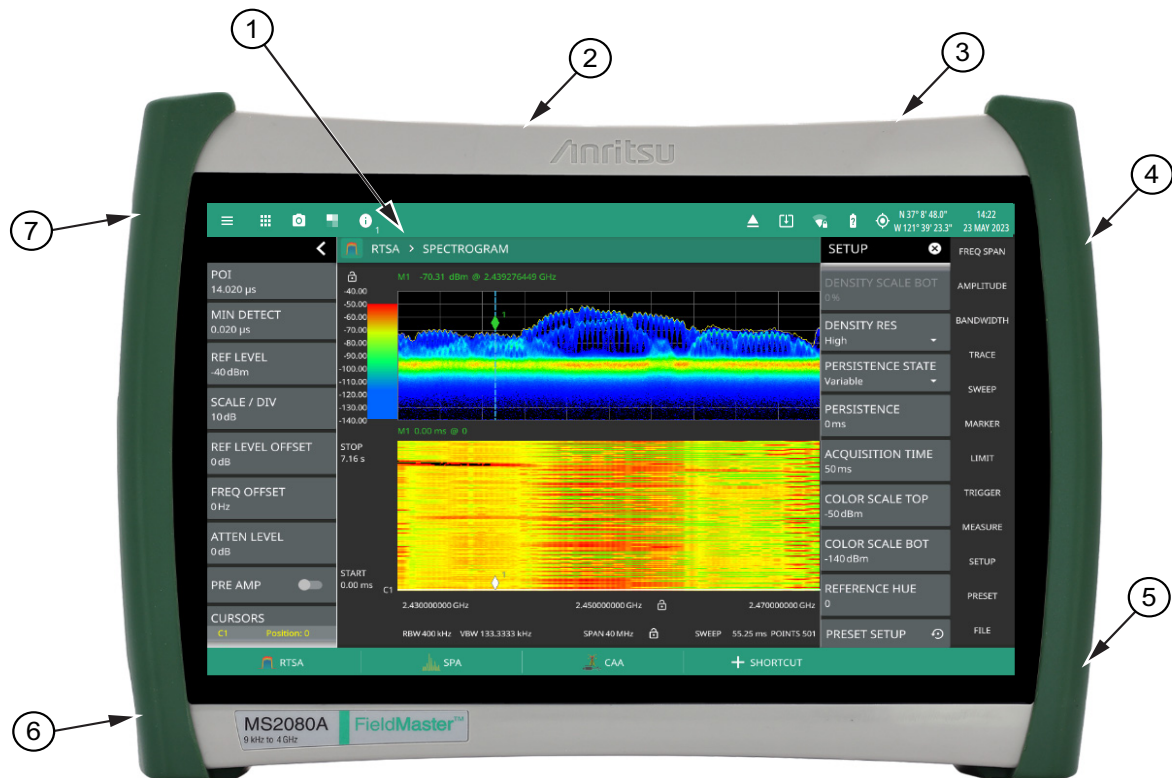 1
2
3
4
5
6
7
Anritsu
1
N 37° 8' 48.0"
W 121° 39' 23.3"
14:22
23 MAY 2023
RTSA > SPECTROGRAM
POI
14.020 µs
MIN DETECT
0.020 µs
REF LEVEL
-40 dBm
SCALE / DIV
10 dB
REF LEVEL OFFSET
0 dB
FREQ OFFSET
0 Hz
ATTEN LEVEL
0 dB
PRE AMP
CURSORS
C1 Position: 0
M1 -70.31 dBm @ 2.439276449 GHz
-40.00
-50.00
-60.00
-70.00
-80.00
-90.00
-100.00
-110.00
-120.00
-130.00
-140.00
1
M1 0.00 ms @ 0
STOP
7.16 s
START
0.00 ms
C1
1
2.430000000 GHz 2.450000000 GHz 2.470000000 GHz
RBW 400 kHz VBW 133.3333 kHz SPAN 40 MHz SWEEP 55.25 ms POINTS 501
SETUP
DENSITY SCALE BOT
0 %
DENSITY RES
High
PERSISTENCE STATE
Variable
PERSISTENCE
0 ms
ACQUISITION TIME
50 ms
COLOR SCALE TOP
-50 dBm
COLOR SCALE BOT
-140 dBm
REFERENCE HUE
0
PRESET SETUP
FREQ SPAN
AMPLITUDE
BANDWIDTH
TRACE
SWEEP
MARKER
LIMIT
TRIGGER
MEASURE
SETUP
PRESET
FILE
RTSA SPA CAA + SHORTCUT
MS2080A
9 kHz to 4 GHz
FieldMaster™